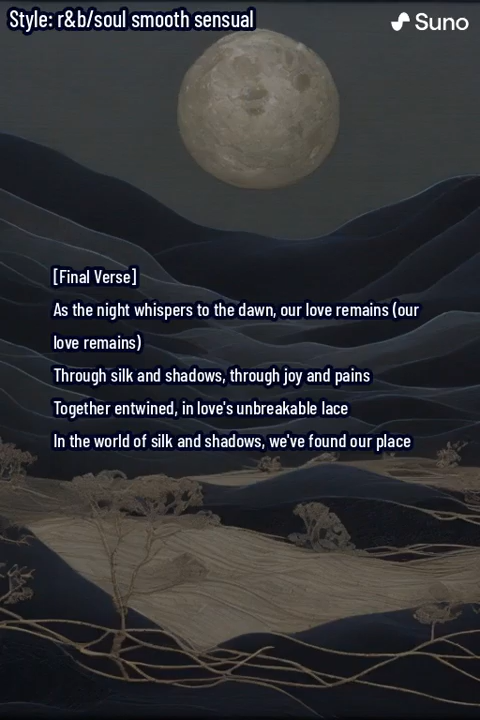 Style: r&b/soul smooth sensual
Suno
[Final Verse]
As the night whispers to the dawn, our love remains (our
love remains)
Through silk and shadows, through joy and pains
Together entwined, in love's unbreakable lace
In the world of silk and shadows, we've found our place